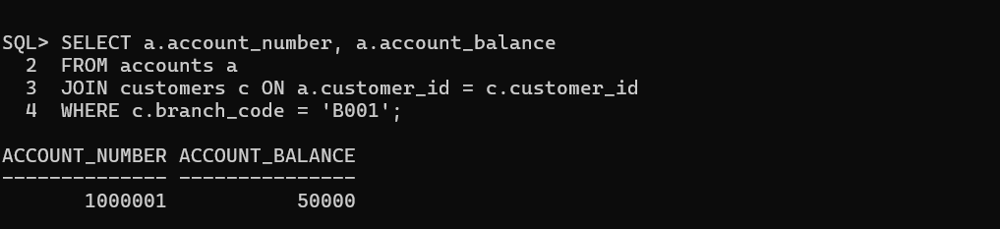 SQL> SELECT a.account_number, a.account_balance
  2  FROM accounts a
  3  JOIN customers c ON a.customer_id = c.customer_id
  4  WHERE c.branch_code = 'B001';
ACCOUNT_NUMBER ACCOUNT_BALANCE
-------------- ---------------
       1000001           50000